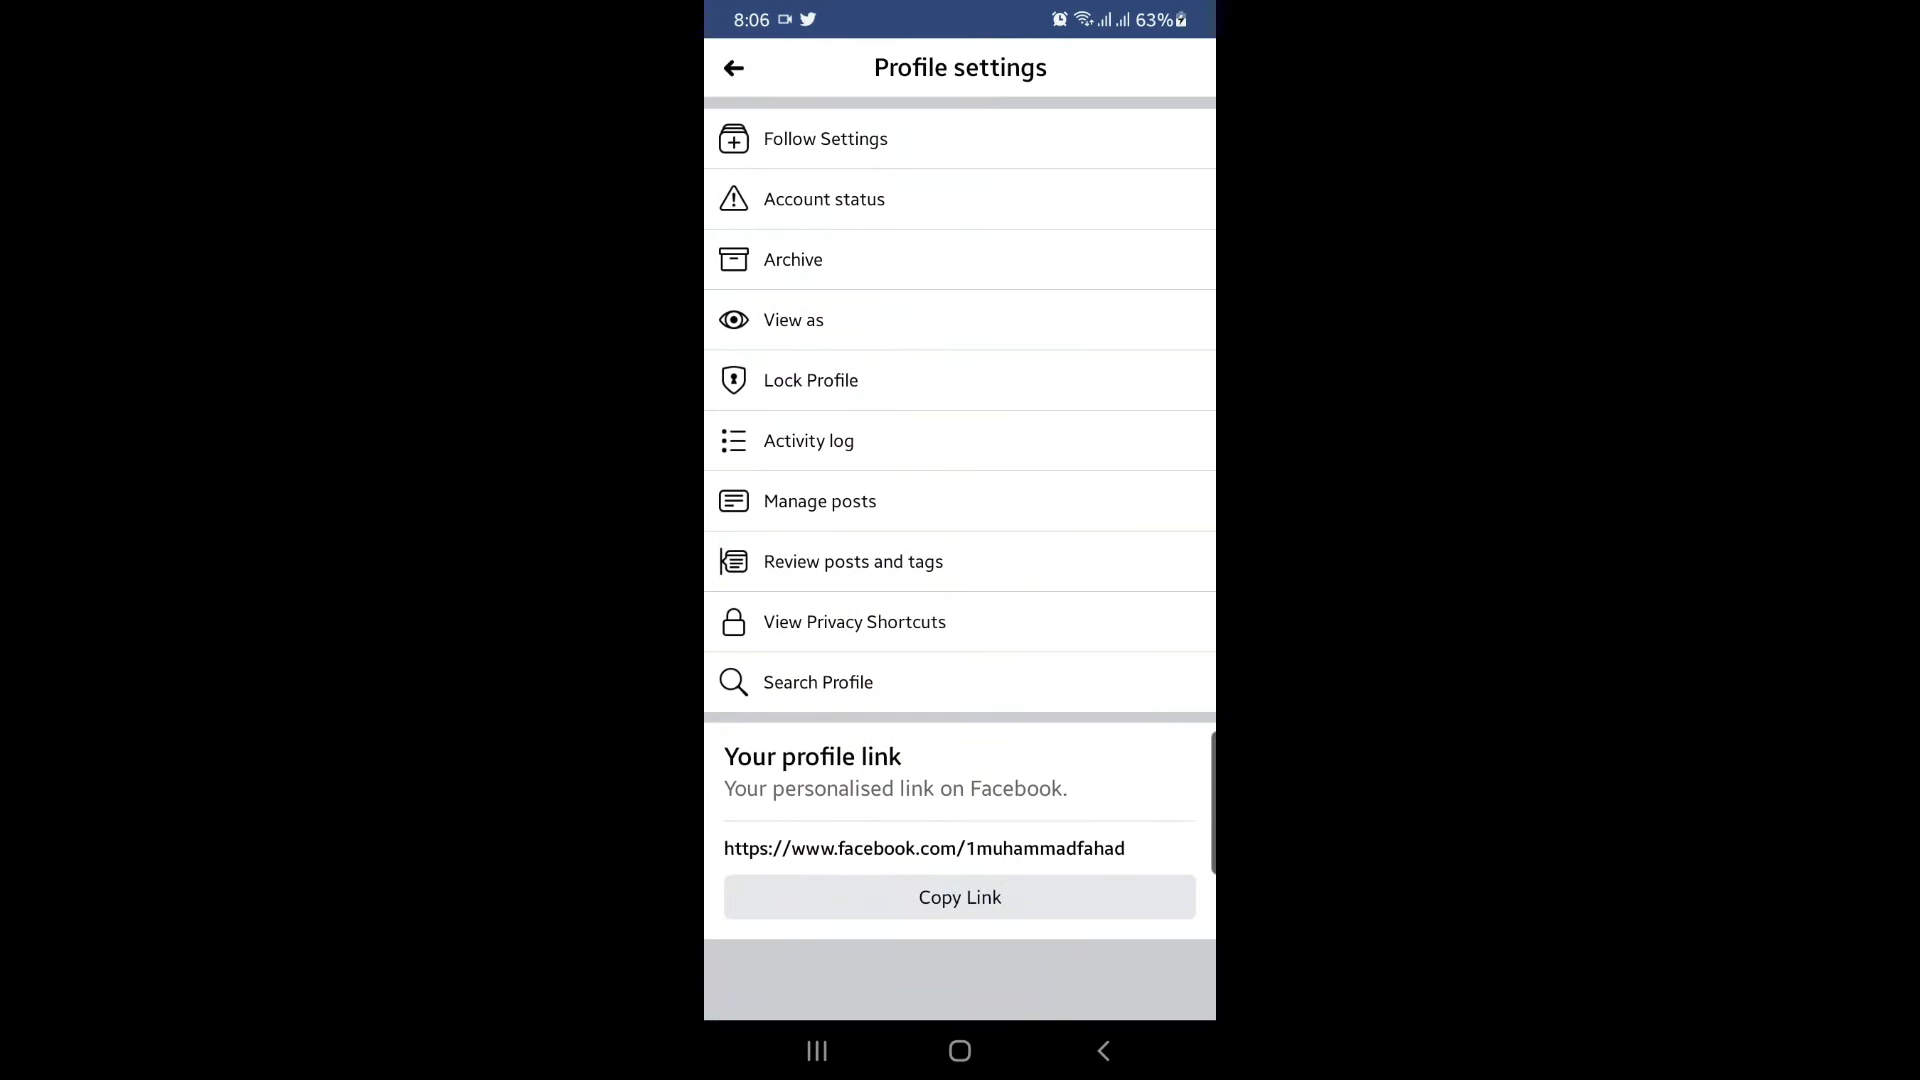 8:06 63%
Profile settings
Follow Settings
Account status
Archive
View as
Lock Profile
Activity log
Manage posts
Review posts and tags
View Privacy Shortcuts
Search Profile
Your profile link
Your personalised link on Facebook.
https://www.facebook.com/1muhammadfahad
Copy Link